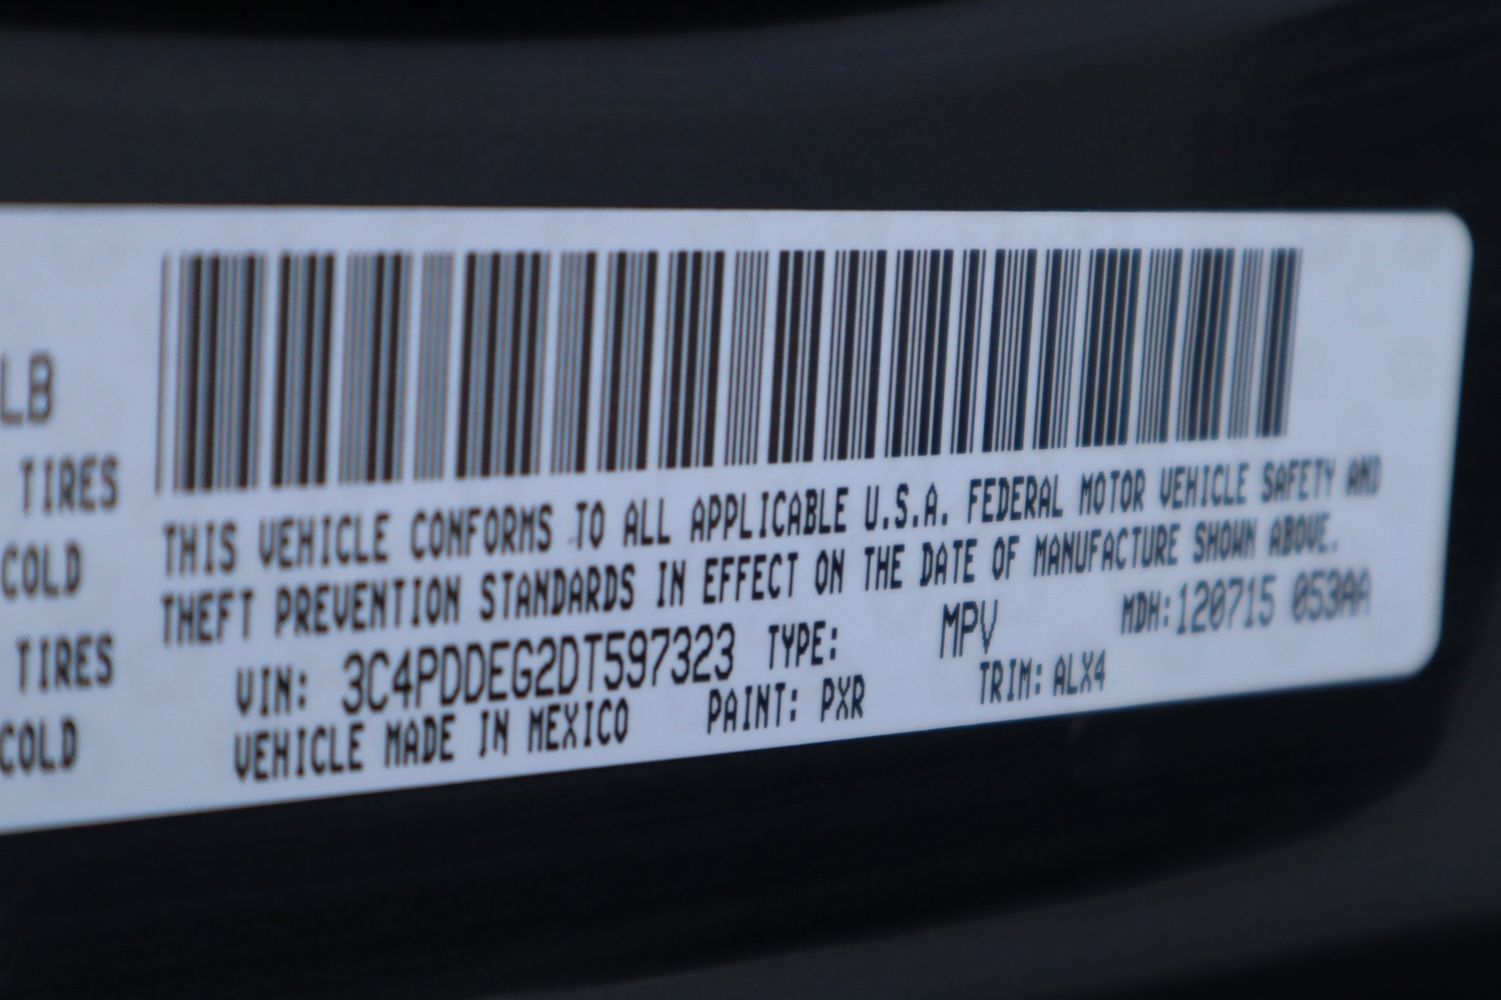 LB
TIRES
COLD
TIRES
COLD
THIS VEHICLE CONFORMS TO ALL APPLICABLE U.S.A. FEDERAL MOTOR VEHICLE SAFETY AND
THEFT PREVENTION STANDARDS IN EFFECT ON THE DATE OF MANUFACTURE SHOWN ABOVE.
VIN: 3C4PDDEG2DT597323 TYPE: MPV MDH:120715 053AA
VEHICLE MADE IN MEXICO PAINT: PXR TRIM: ALX4